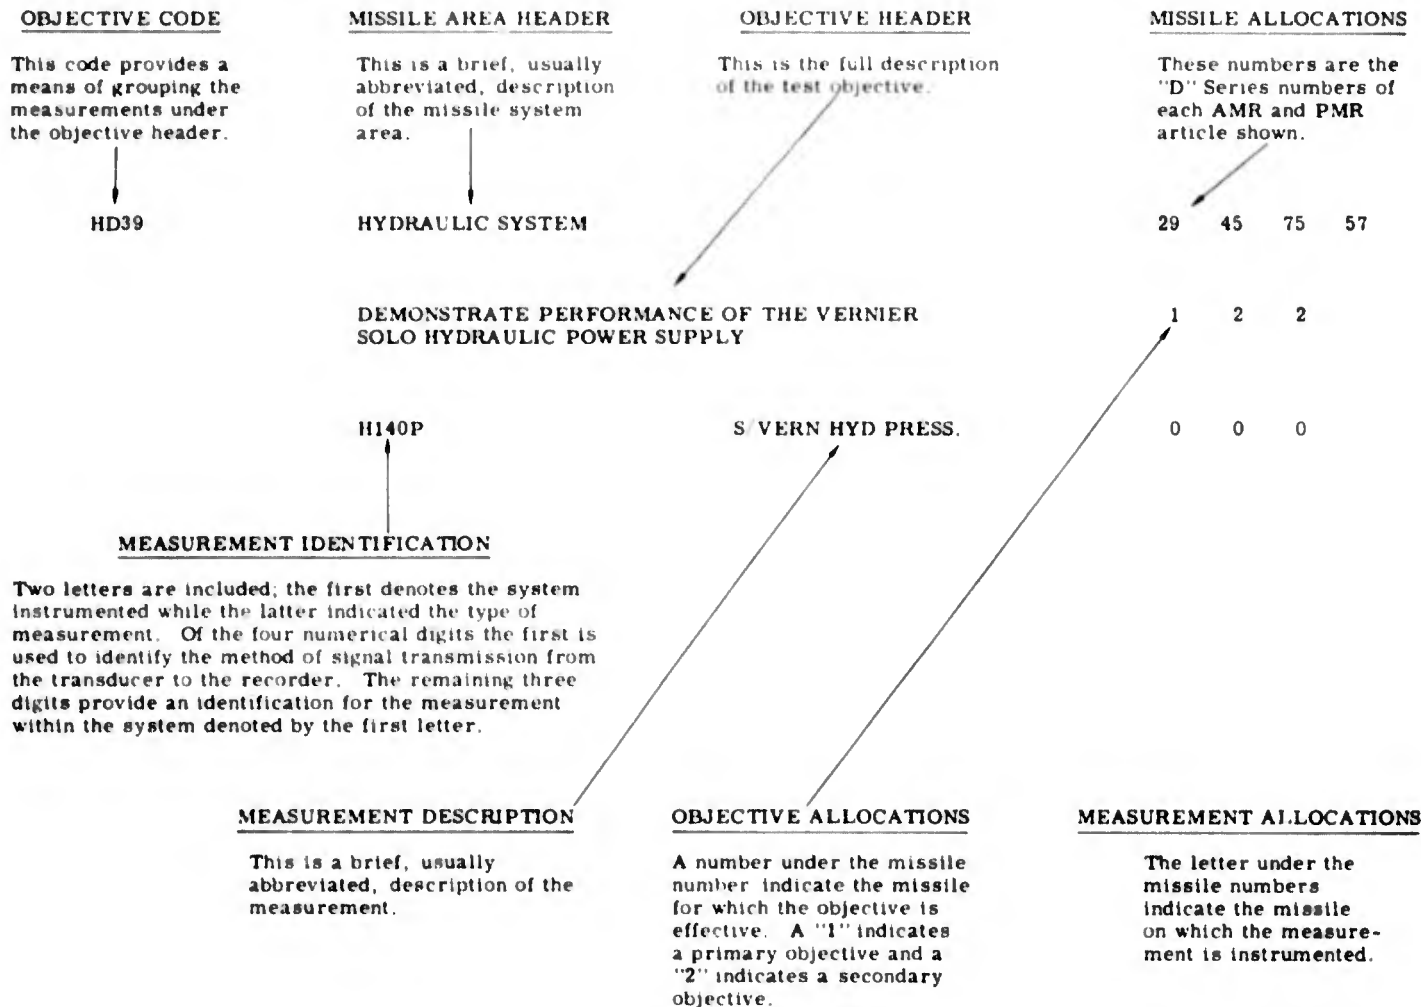 OBJECTIVE CODE
This code provides a
means of grouping the
measurements under
the objective header.
MISSILE AREA HEADER
This is a brief, usually
abbreviated, description
of the missile system
area.
OBJECTIVE HEADER
This is the full description
of the test objective.
MISSILE ALLOCATIONS
These numbers are the
"D" Series numbers of
each AMR and PMR
article shown.
HD39 HYDRAULIC SYSTEM 29 45 75 57
DEMONSTRATE PERFORMANCE OF THE VERNIER 1 2 2
SOLO HYDRAULIC POWER SUPPLY
H140P S/VERN HYD PRESS. 0 0 0
MEASUREMENT IDENTIFICATION
Two letters are included; the first denotes the system
instrumented while the latter indicated the type of
measurement. Of the four numerical digits the first is
used to identify the method of signal transmission from
the transducer to the recorder. The remaining three
digits provide an identification for the measurement
within the system denoted by the first letter.
MEASUREMENT DESCRIPTION
This is a brief, usually
abbreviated, description of the
measurement.
OBJECTIVE ALLOCATIONS
A number under the missile
number indicate the missile
for which the objective is
effective. A "1" indicates
a primary objective and a
"2" indicates a secondary
objective.
MEASUREMENT ALLOCATIONS
The letter under the
missile numbers
indicate the missile
on which the measure-
ment is instrumented.